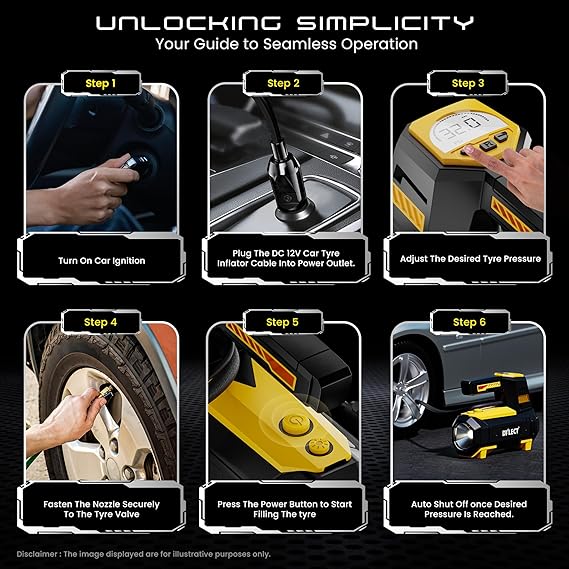 UNLOCKING SIMPLICITY
Your Guide to Seamless Operation
Step 1
Turn On Car Ignition
Step 2
Plug The DC 12V Car Tyre
Inflator Cable Into Power Outlet.
Step 3
Adjust The Desired Tyre Pressure
Step 4
Fasten The Nozzle Securely
To The Tyre Valve
Step 5
Press The Power Button to Start
Filling The tyre
Step 6
Auto Shut Off once Desired
Pressure Is Reached.
Disclaimer : The image displayed are for illustrative purposes only.